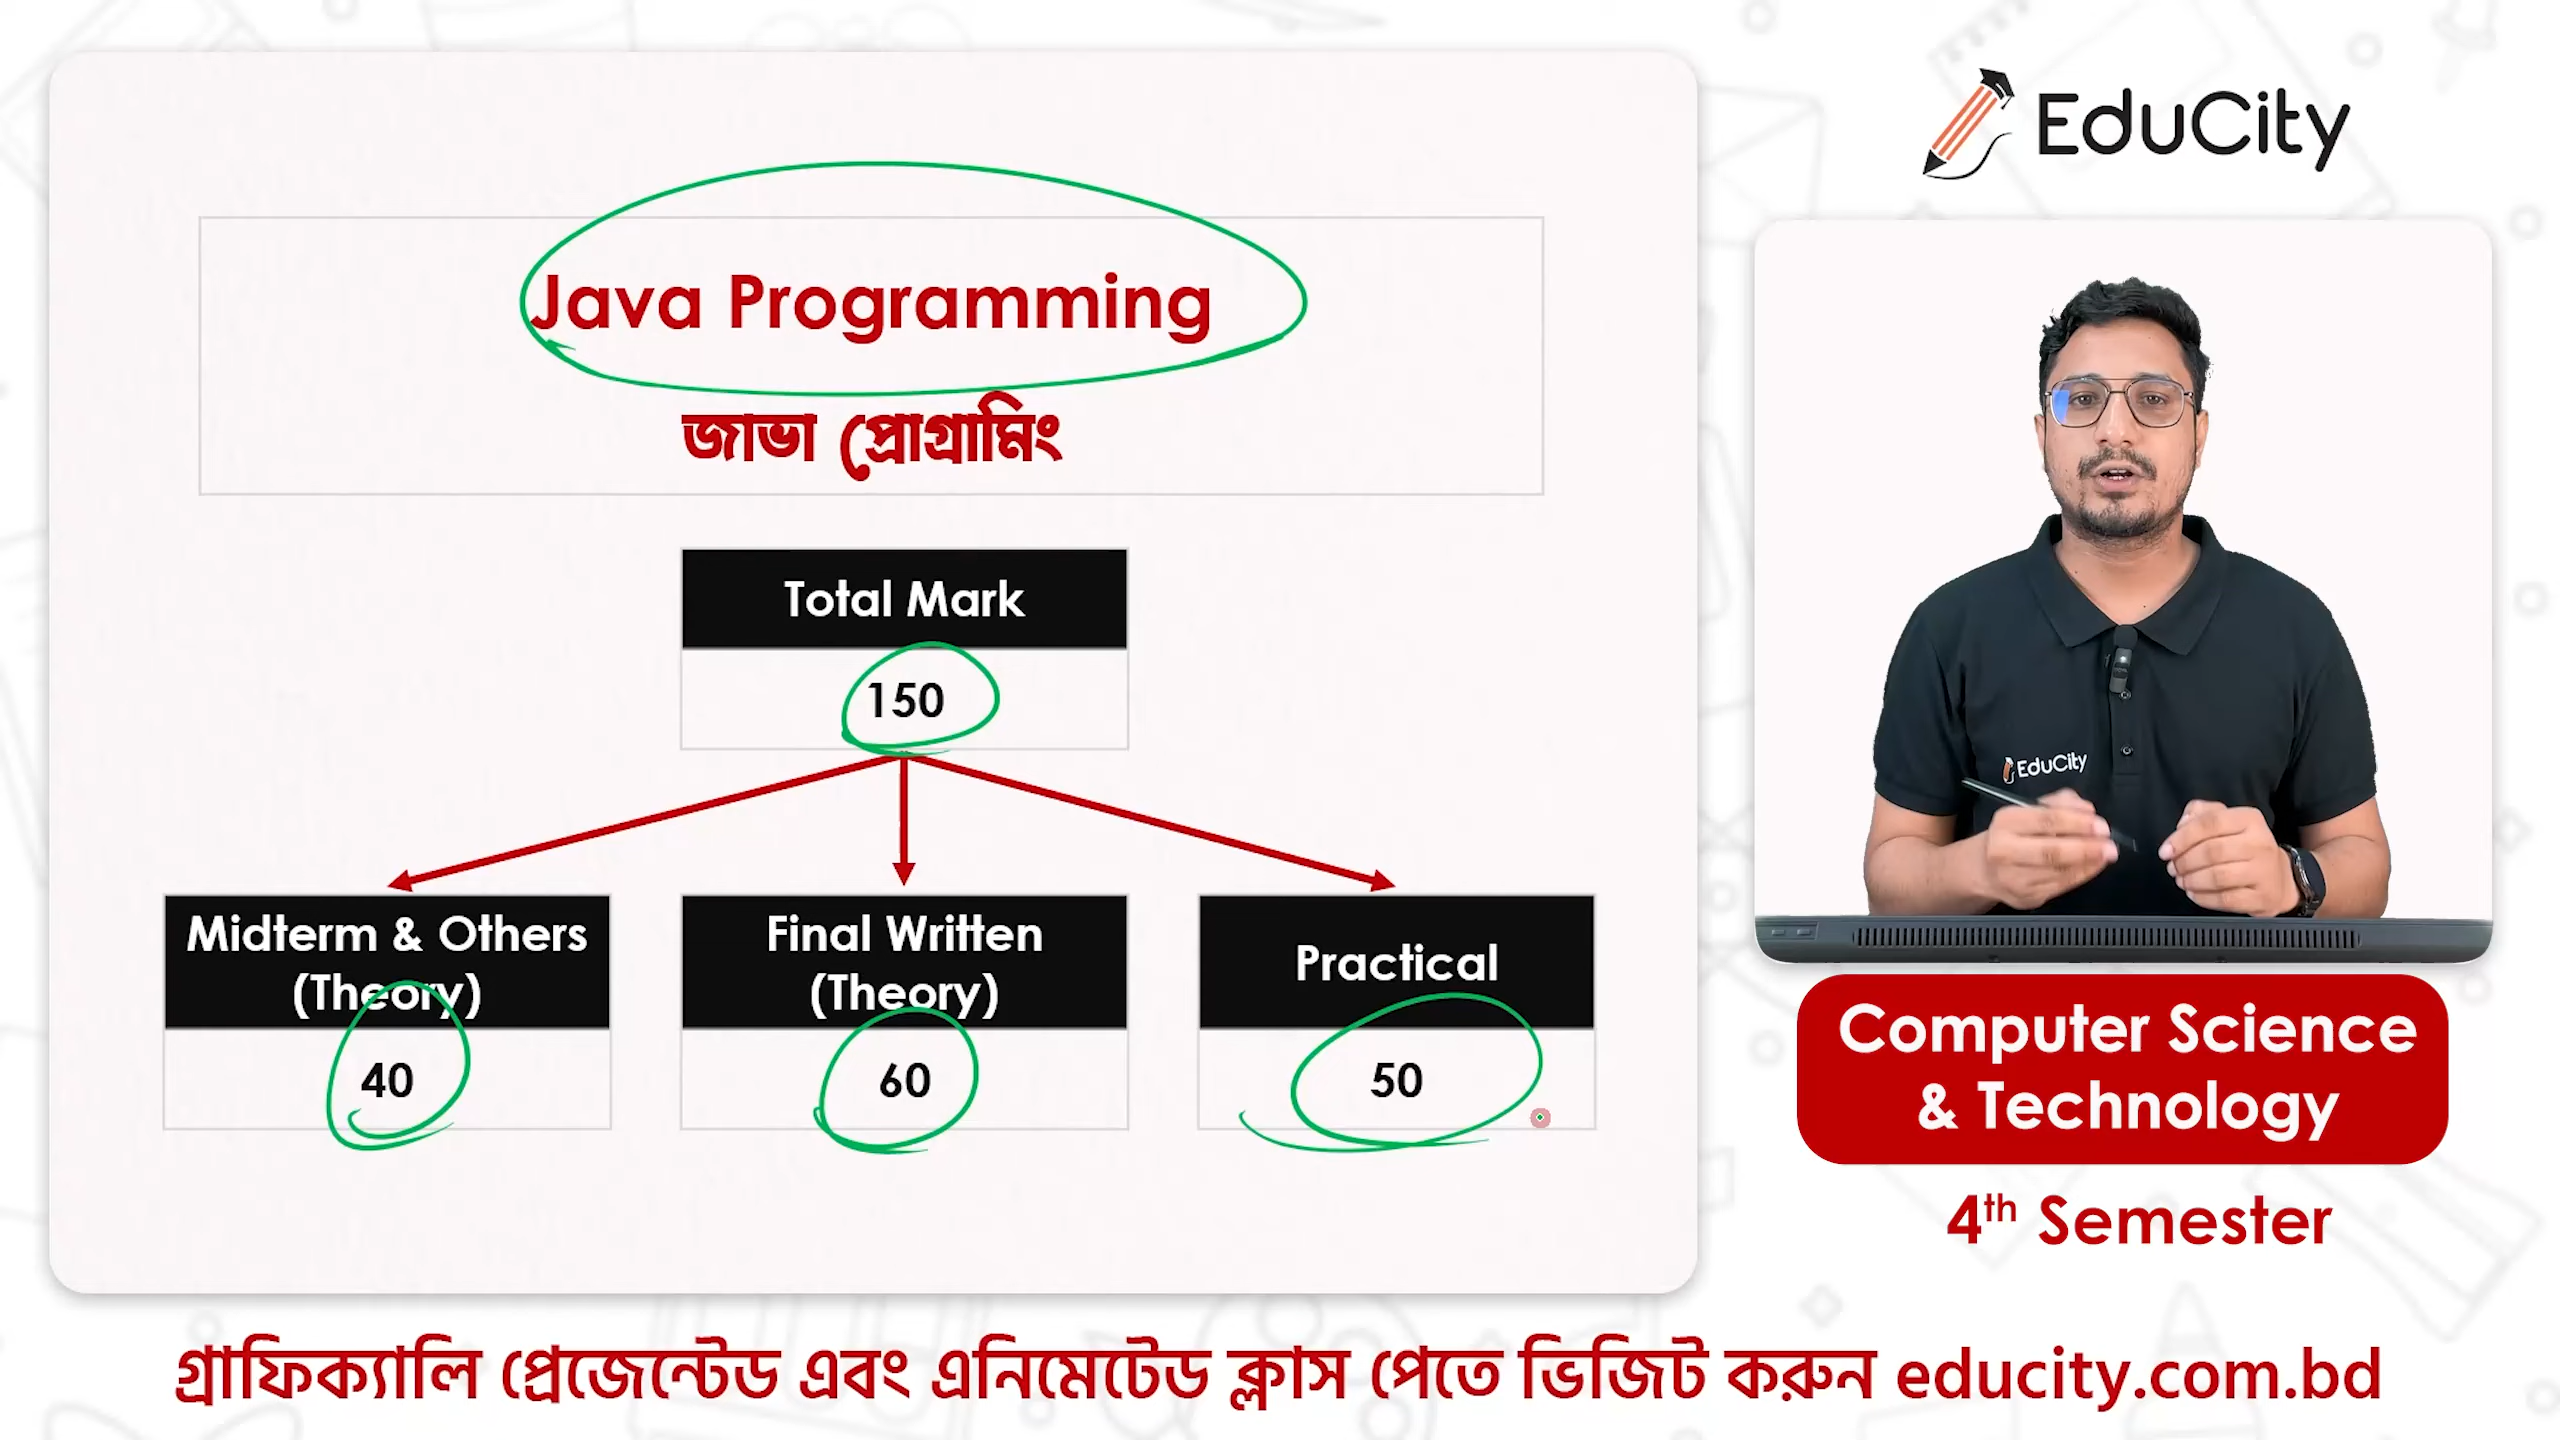 EduCity
Java Programming
জাভা প্রোগ্রামিং
Total Mark
150
Midterm & Others
(Theory)
40
Final Written
(Theory)
60
Practical
50
EduCity
Computer Science
& Technology
4th Semester
গ্রাফিক্যালি প্রেজেন্টেড এবং এনিমেটেড ক্লাস পেতে ভিজিট করুন educity.com.bd